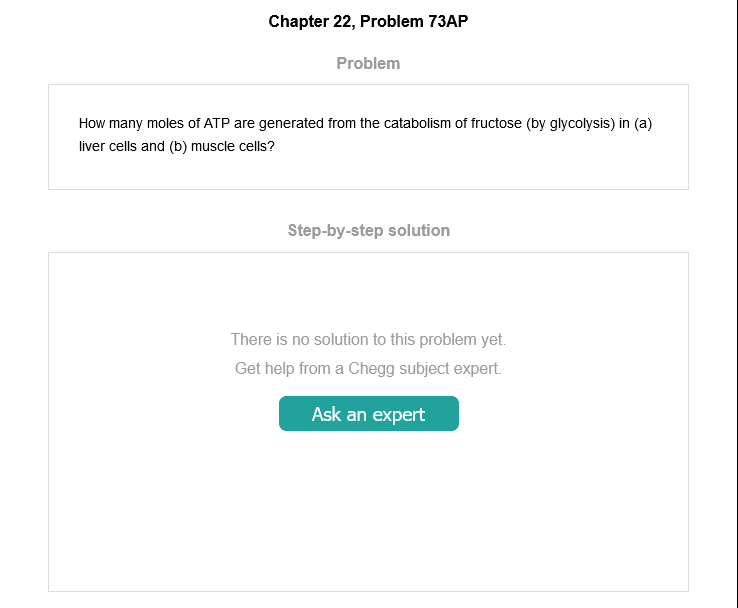 Chapter 22, Problem 73AP
Problem
How many moles of ATP are generated from the catabolism of fructose (by glycolysis) in (a)
liver cells and (b) muscle cells?
Step-by-step solution
There is no solution to this problem yet.
Get help from a Chegg subject expert.
Ask an expert